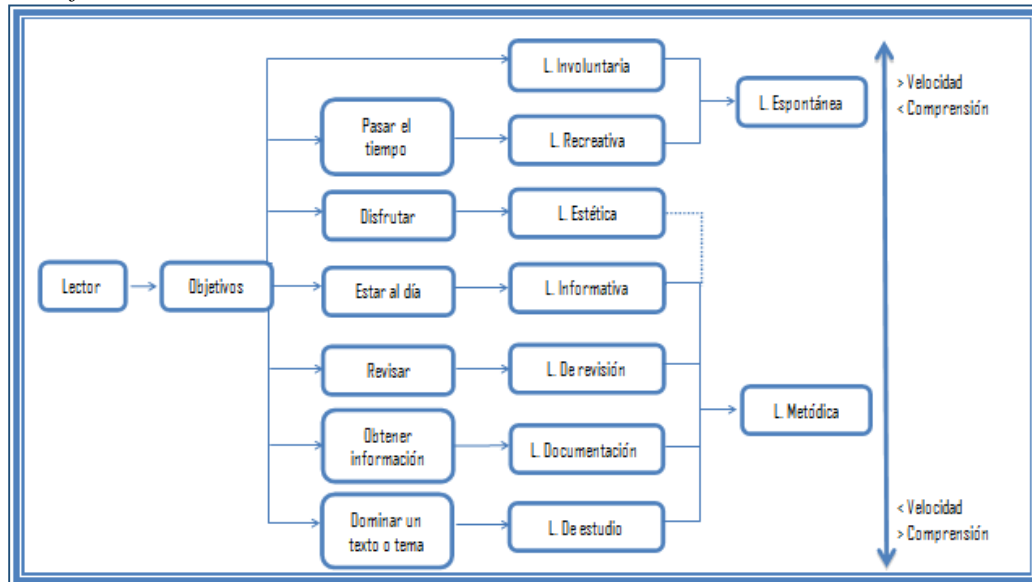 L. Involuntaria
> Velocidad
< Comprensión
L. Espontánea
Pasar el
tiempo
L. Recreativa
Disfrutar
L. Estética
Lector
Objetivos
Estar al día
L. Informativa
Revisar
L. De revisión
L. Metódica
Obtener
información
L. Documentación
Dominar un
texto o tema
L. De estudio
< Velocidad
> Comprensión